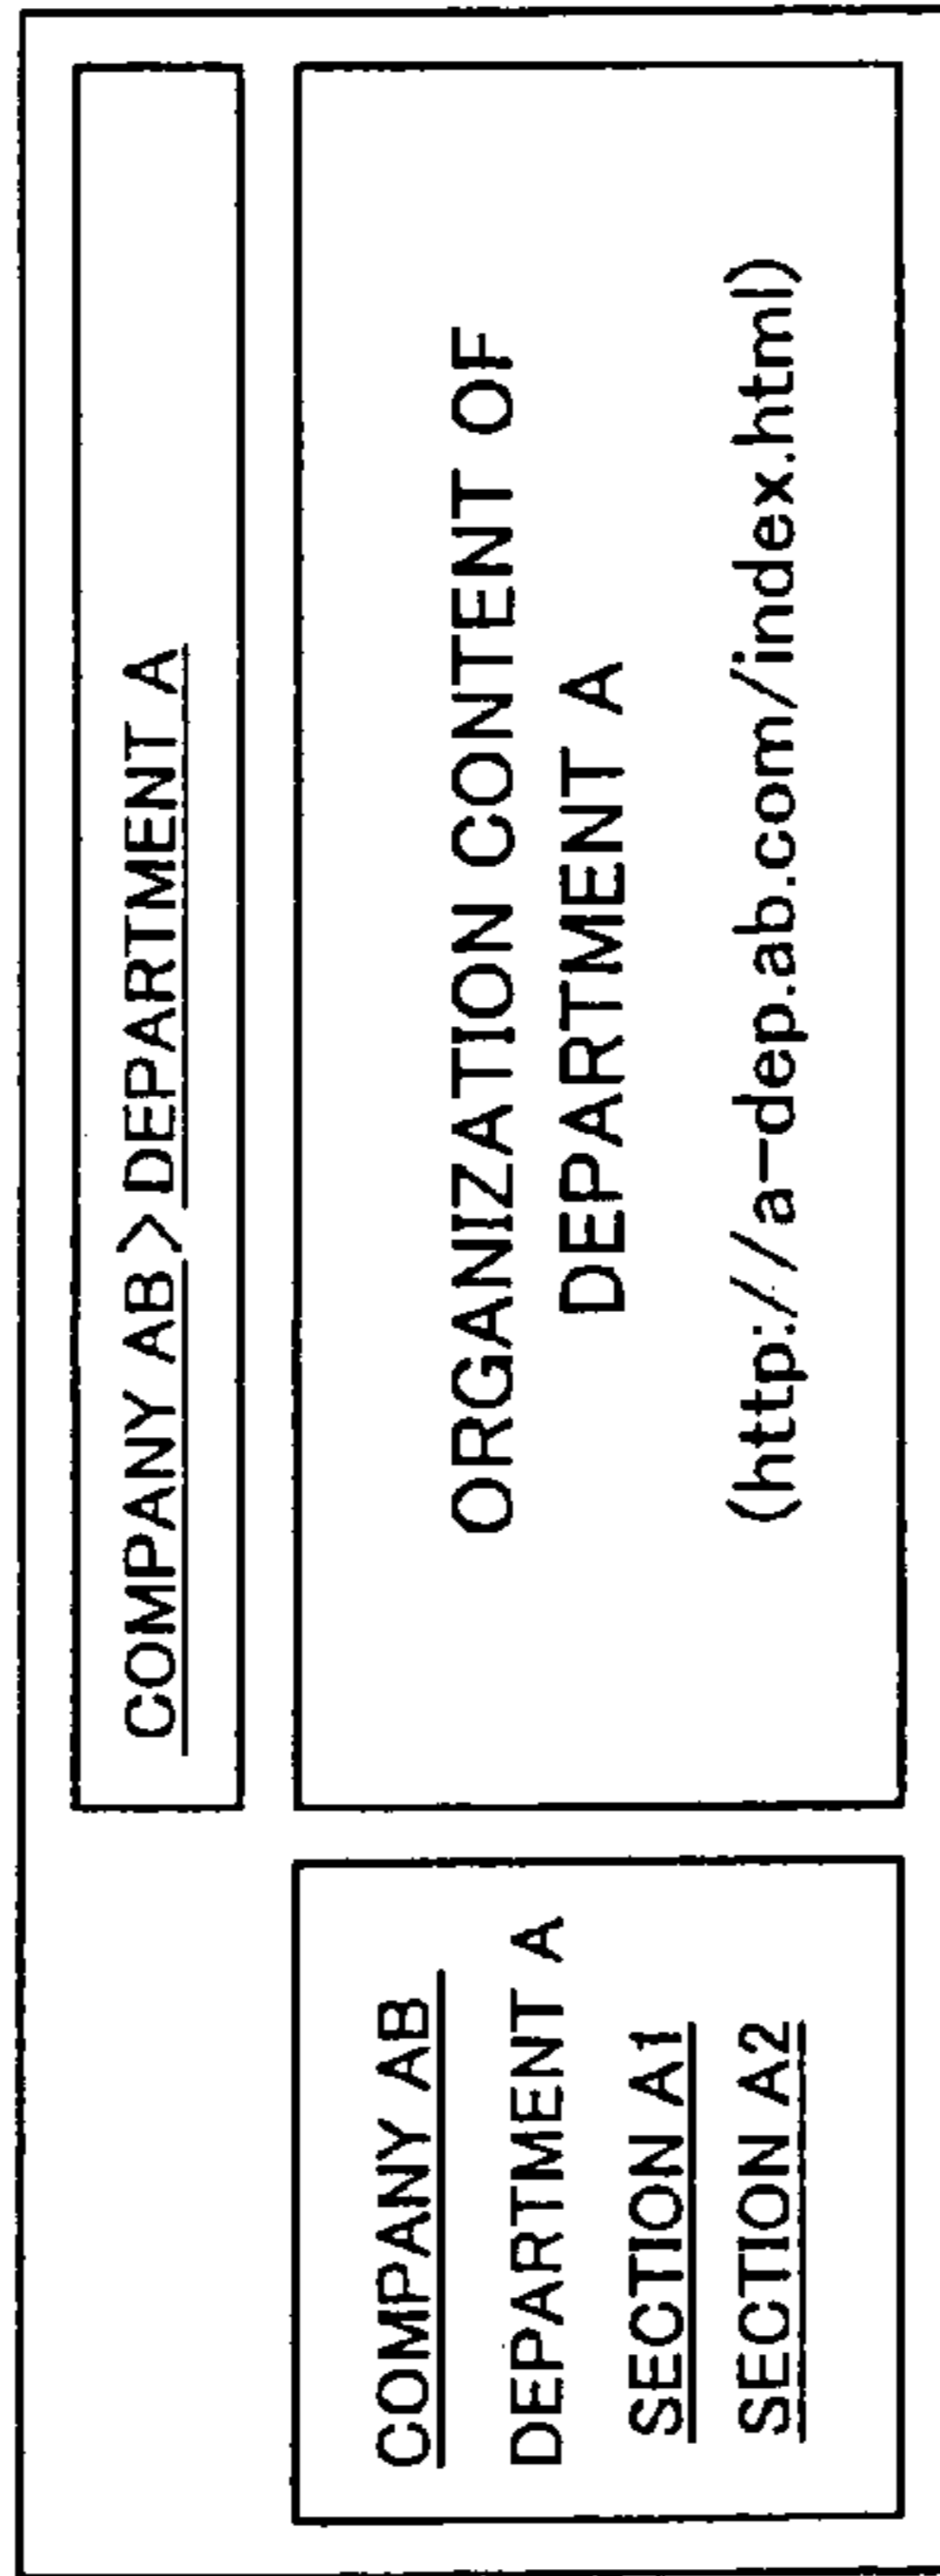 COMPANY AB>DEPARTMENT A
COMPANY AB
DEPARTMENT A
SECTION A1
SECTION A2
ORGANIZATION CONTENT OF
DEPARTMENT A
(http://a-dep.ab.com/index.html)